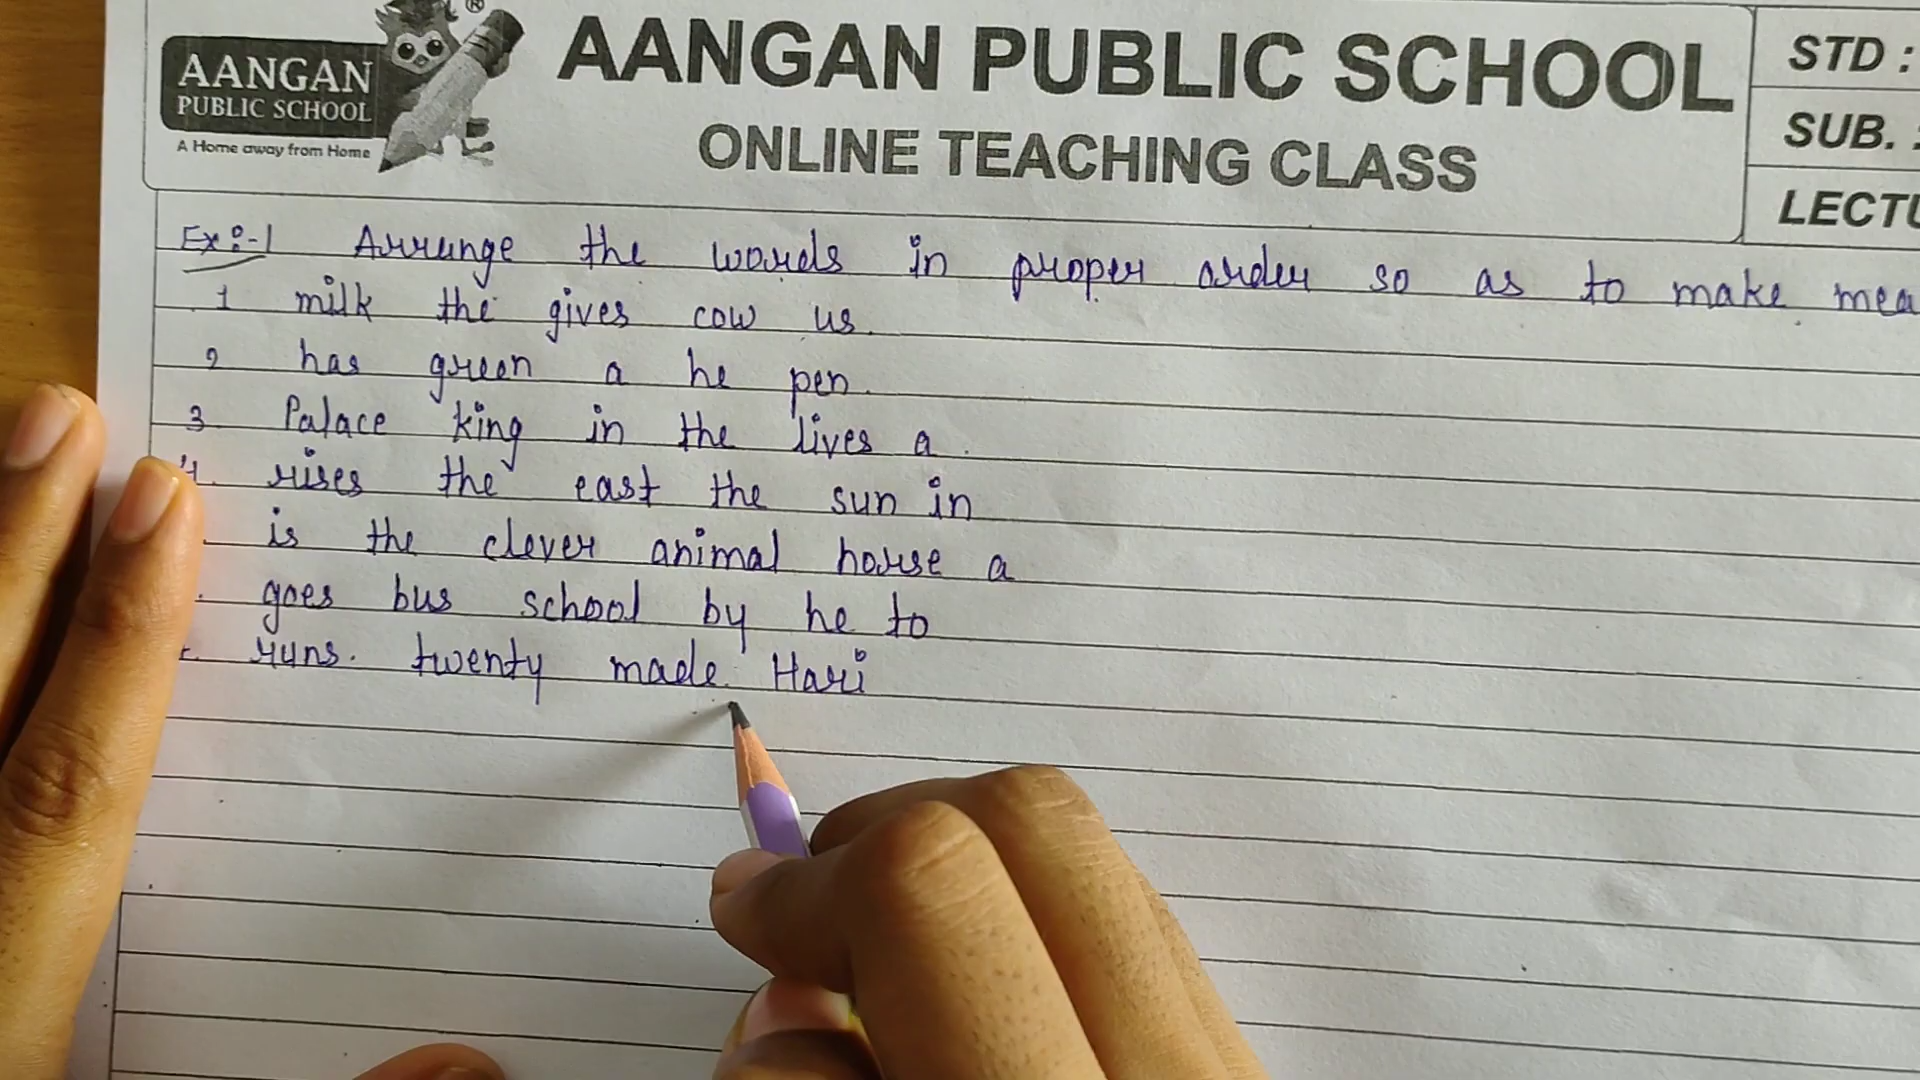 AANGAN
PUBLIC SCHOOL
A Home away from Home
®
AANGAN PUBLIC SCHOOL
ONLINE TEACHING CLASS
STD :
SUB. :
LECTU
Ex:-1 Arrange the words in proper order so as to make mea
1 milk the gives cow us.
2 has green a he pen.
3 Palace king in the lives a.
4. rises the east the sun in
is the clever animal horse a
goes bus school by he to
runs. twenty made Hari